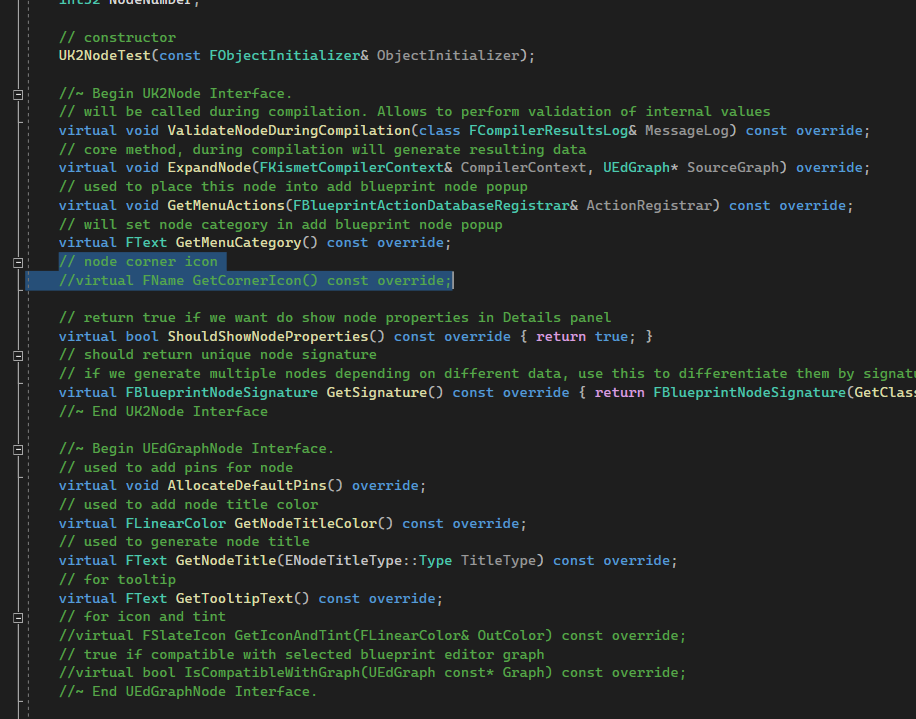 int32 NodeNumber;
// constructor
UK2NodeTest(const FObjectInitializer& ObjectInitializer);
//~ Begin UK2Node Interface.
// will be called during compilation. Allows to perform validation of internal values
virtual void ValidateNodeDuringCompilation(class FCompilerResultsLog& MessageLog) const override;
// core method, during compilation will generate resulting data
virtual void ExpandNode(FKismetCompilerContext& CompilerContext, UEdGraph* SourceGraph) override;
// used to place this node into add blueprint node popup
virtual void GetMenuActions(FBlueprintActionDatabaseRegistrar& ActionRegistrar) const override;
// will set node category in add blueprint node popup
virtual FText GetMenuCategory() const override;
// node corner icon
//virtual FName GetCornerIcon() const override;
// return true if we want do show node properties in Details panel
virtual bool ShouldShowNodeProperties() const override { return true; }
// should return unique node signature
// if we generate multiple nodes depending on different data, use this to differentiate them by signatu
virtual FBlueprintNodeSignature GetSignature() const override { return FBlueprintNodeSignature(GetClas
//~ End UK2Node Interface
//~ Begin UEdGraphNode Interface.
// used to add pins for node
virtual void AllocateDefaultPins() override;
// used to add node title color
virtual FLinearColor GetNodeTitleColor() const override;
// used to generate node title
virtual FText GetNodeTitle(ENodeTitleType::Type TitleType) const override;
// for tooltip
virtual FText GetTooltipText() const override;
// for icon and tint
//virtual FSlateIcon GetIconAndTint(FLinearColor& OutColor) const override;
// true if compatible with selected blueprint editor graph
//virtual bool IsCompatibleWithGraph(UEdGraph const* Graph) const override;
//~ End UEdGraphNode Interface.